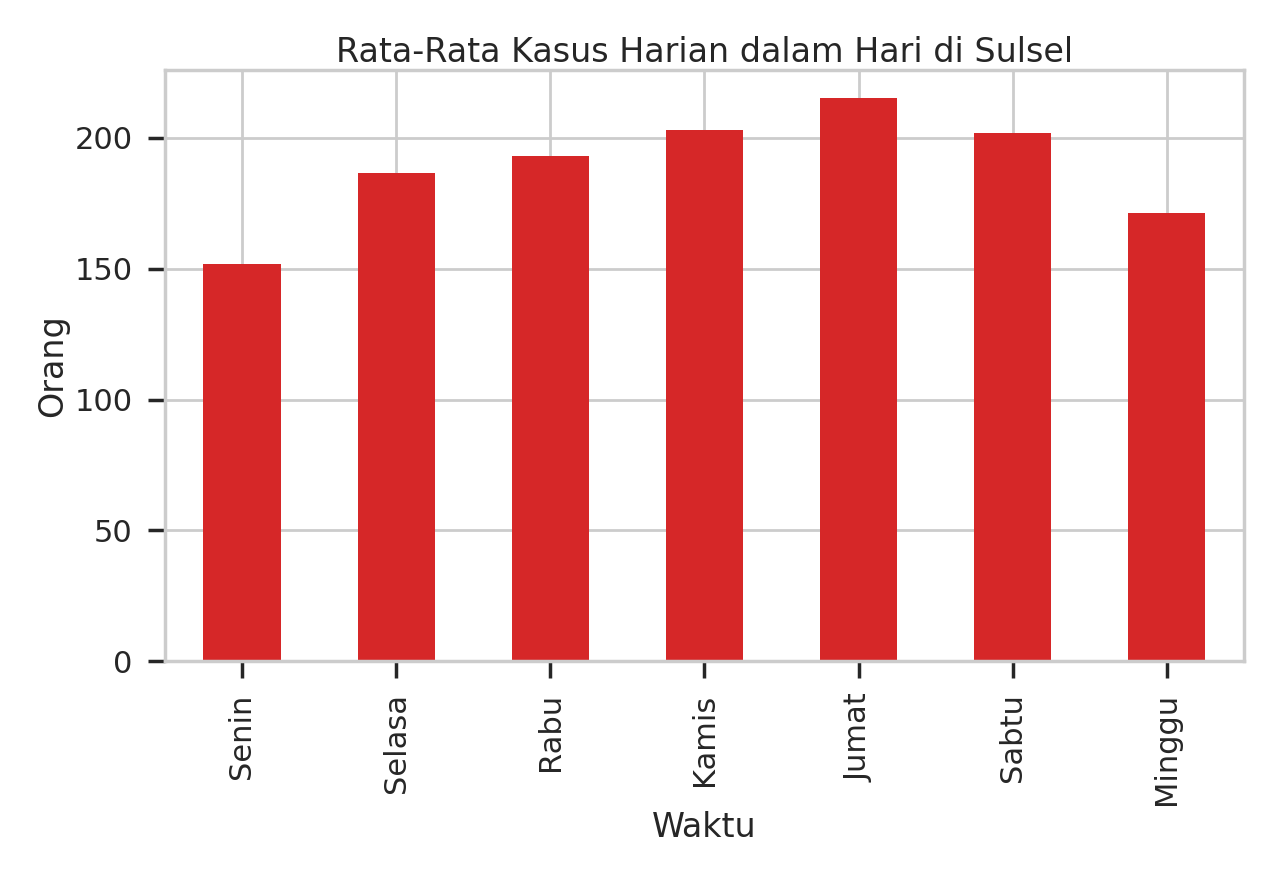 Rata-Rata Kasus Harian dalam Hari di Sulsel
Orang
200
150
100
50
0
Senin
Selasa
Rabu
Kamis
Jumat
Sabtu
Minggu
Waktu